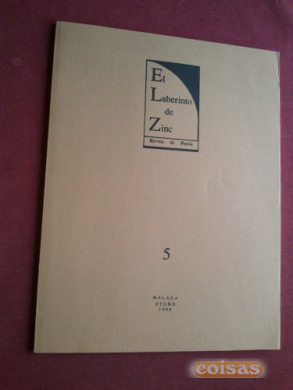 El
Laberinto
de
Zinc
Revista de Poesía
5
MALAGA
OTOÑO
coisas